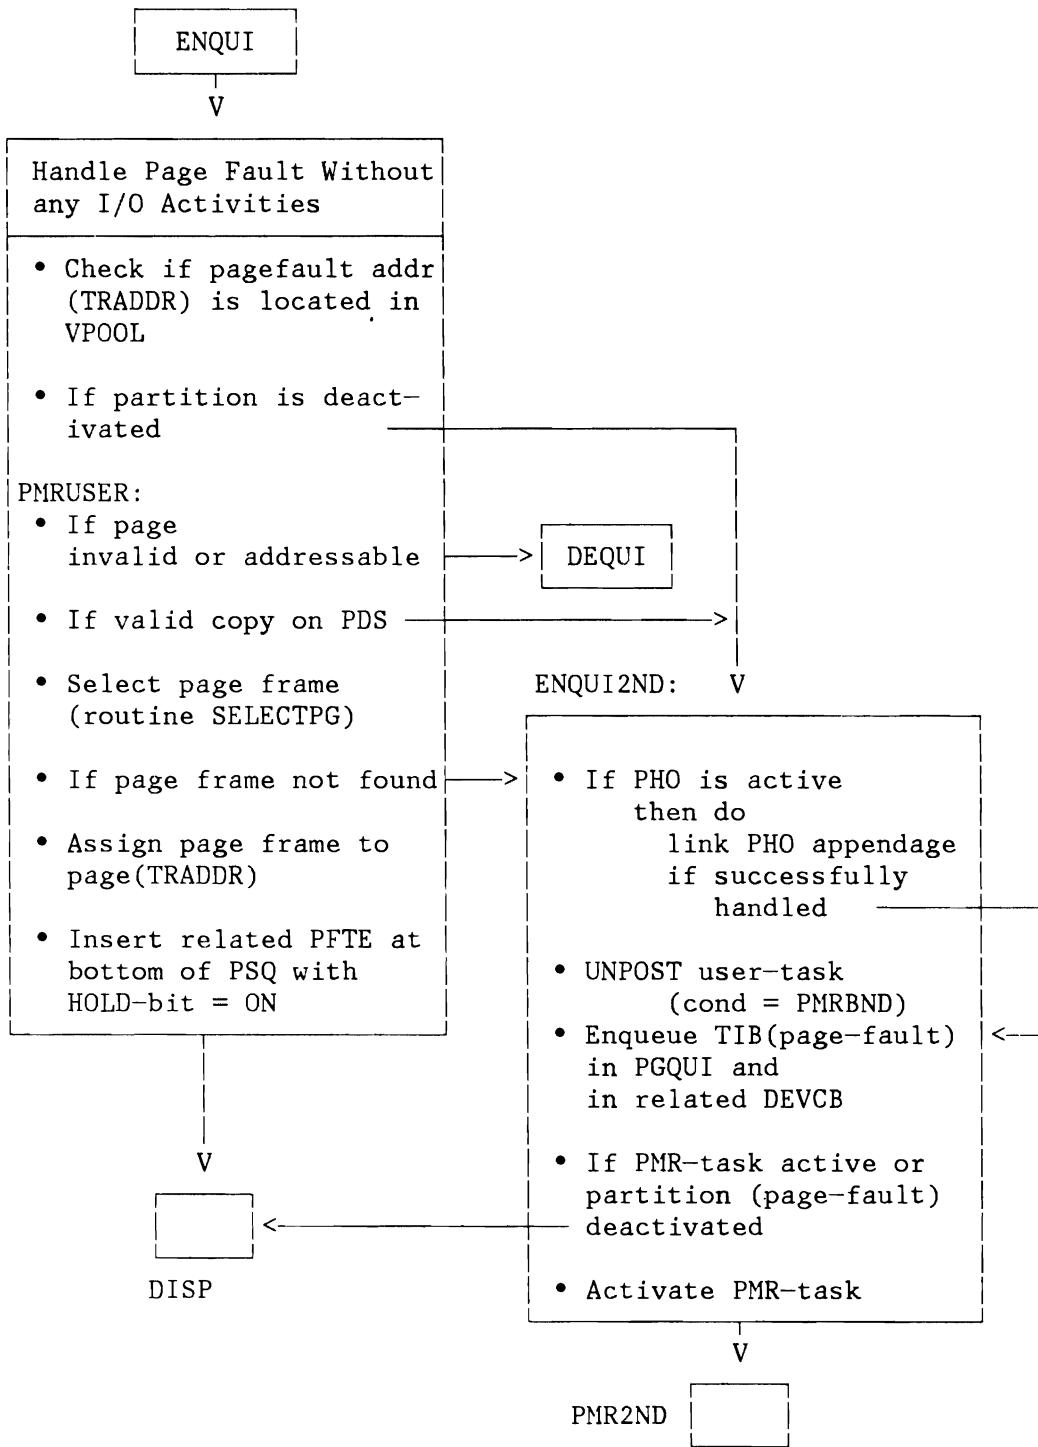 ENQUI
V
Handle Page Fault Without
any I/O Activities
• Check if pagefault addr
(TRADDR) is located in
VPOOL
• If partition is deact-
ivated
PMRUSER:
• If page
invalid or addressable
> DEQUI
• If valid copy on PDS
>
• Select page frame
(routine SELECTPG)
• If page frame not found
>
• Assign page frame to
page(TRADDR)
• Insert related PFTE at
bottom of PSQ with
HOLD-bit = ON
V
DISP
ENQUI2ND: V
• If PHO is active
then do
link PHO appendage
if successfully
handled
• UNPOST user-task
(cond = PMRBND)
• Enqueue TIB(page-fault) <
in PGQUI and
in related DEVCB
• If PMR-task active or
partition (page-fault)
< deactivated
• Activate PMR-task
V
PMR2ND